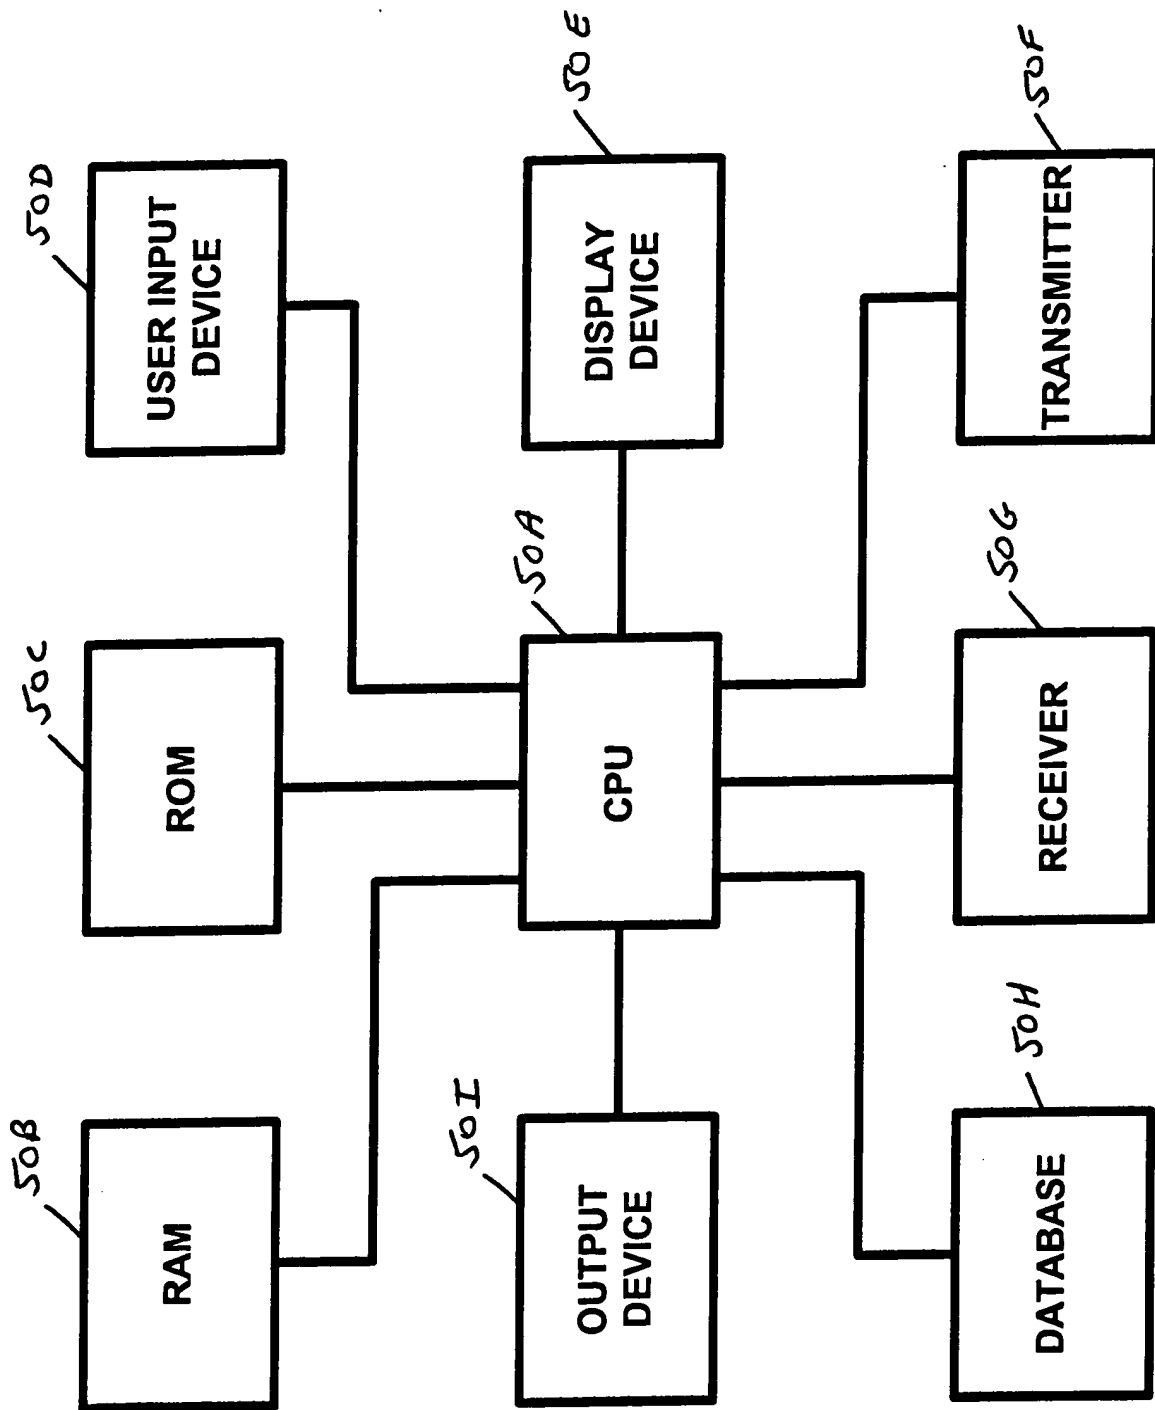 50B
RAM
50C
ROM
50D
USER INPUT
DEVICE
50I
OUTPUT
DEVICE
50A
CPU
50E
DISPLAY
DEVICE
50H
DATABASE
50G
RECEIVER
50F
TRANSMITTER